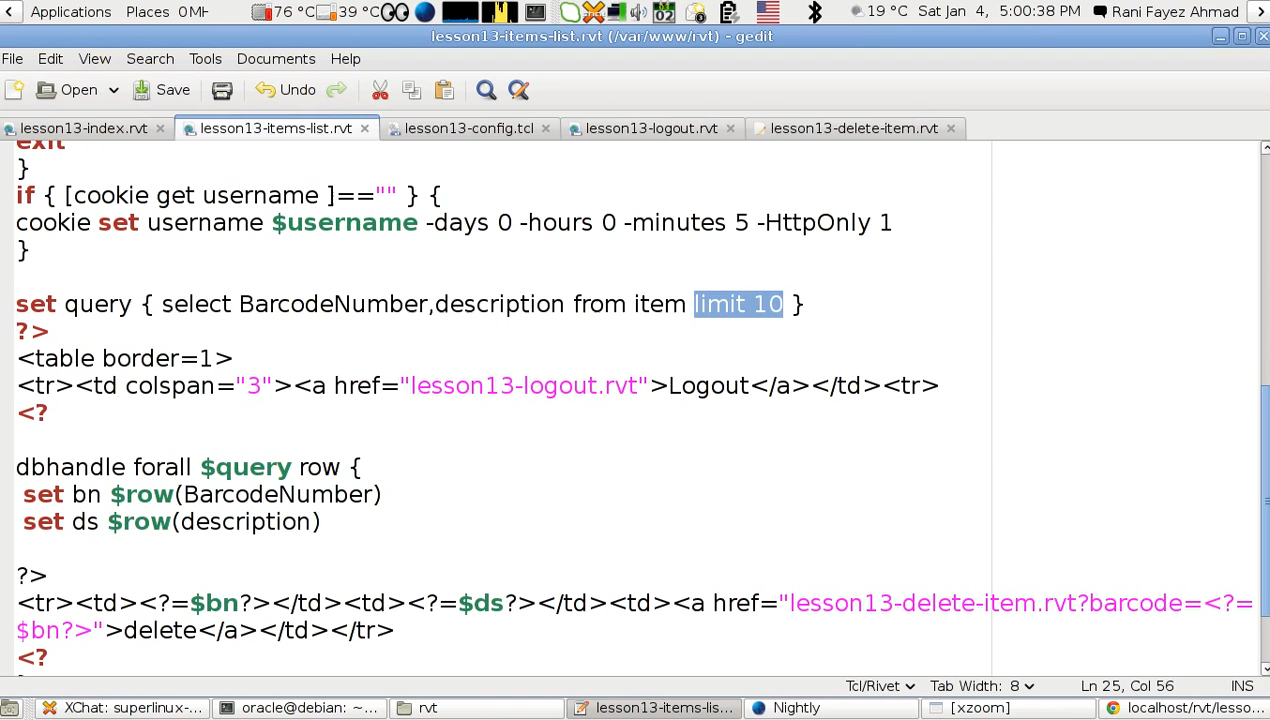 Applications Places 0 MH 76 °C 39 °C 01 02 19 °C Sat Jan 4, 5:00:38 PM Rani Fayez Ahmad
lesson13-items-list.rvt (/var/www/rvt) - gedit
File Edit View Search Tools Documents Help
Open Save Undo
lesson13-index.rvt lesson13-items-list.rvt lesson13-config.tcl lesson13-logout.rvt lesson13-delete-item.rvt
exit
}
if { [cookie get username ]=="" } {
cookie set username $username -days 0 -hours 0 -minutes 5 -HttpOnly 1
}
set query { select BarcodeNumber,description from item limit 10 }
?>
<table border=1>
<tr><td colspan="3"><a href="lesson13-logout.rvt">Logout</a></td><tr>
<?
dbhandle forall $query row {
set bn $row(BarcodeNumber)
set ds $row(description)
?>
<tr><td><?=$bn?></td><td><?=$ds?></td><td><a href="lesson13-delete-item.rvt?barcode=<?=
$bn?>">delete</a></td></tr>
<?
Tcl/Rivet Tab Width: 8 Ln 25, Col 56 INS
XChat: superlinux-... oracle@debian: ~... rvt lesson13-items-lis... Nightly [xzoom] localhost/rvt/lesso...